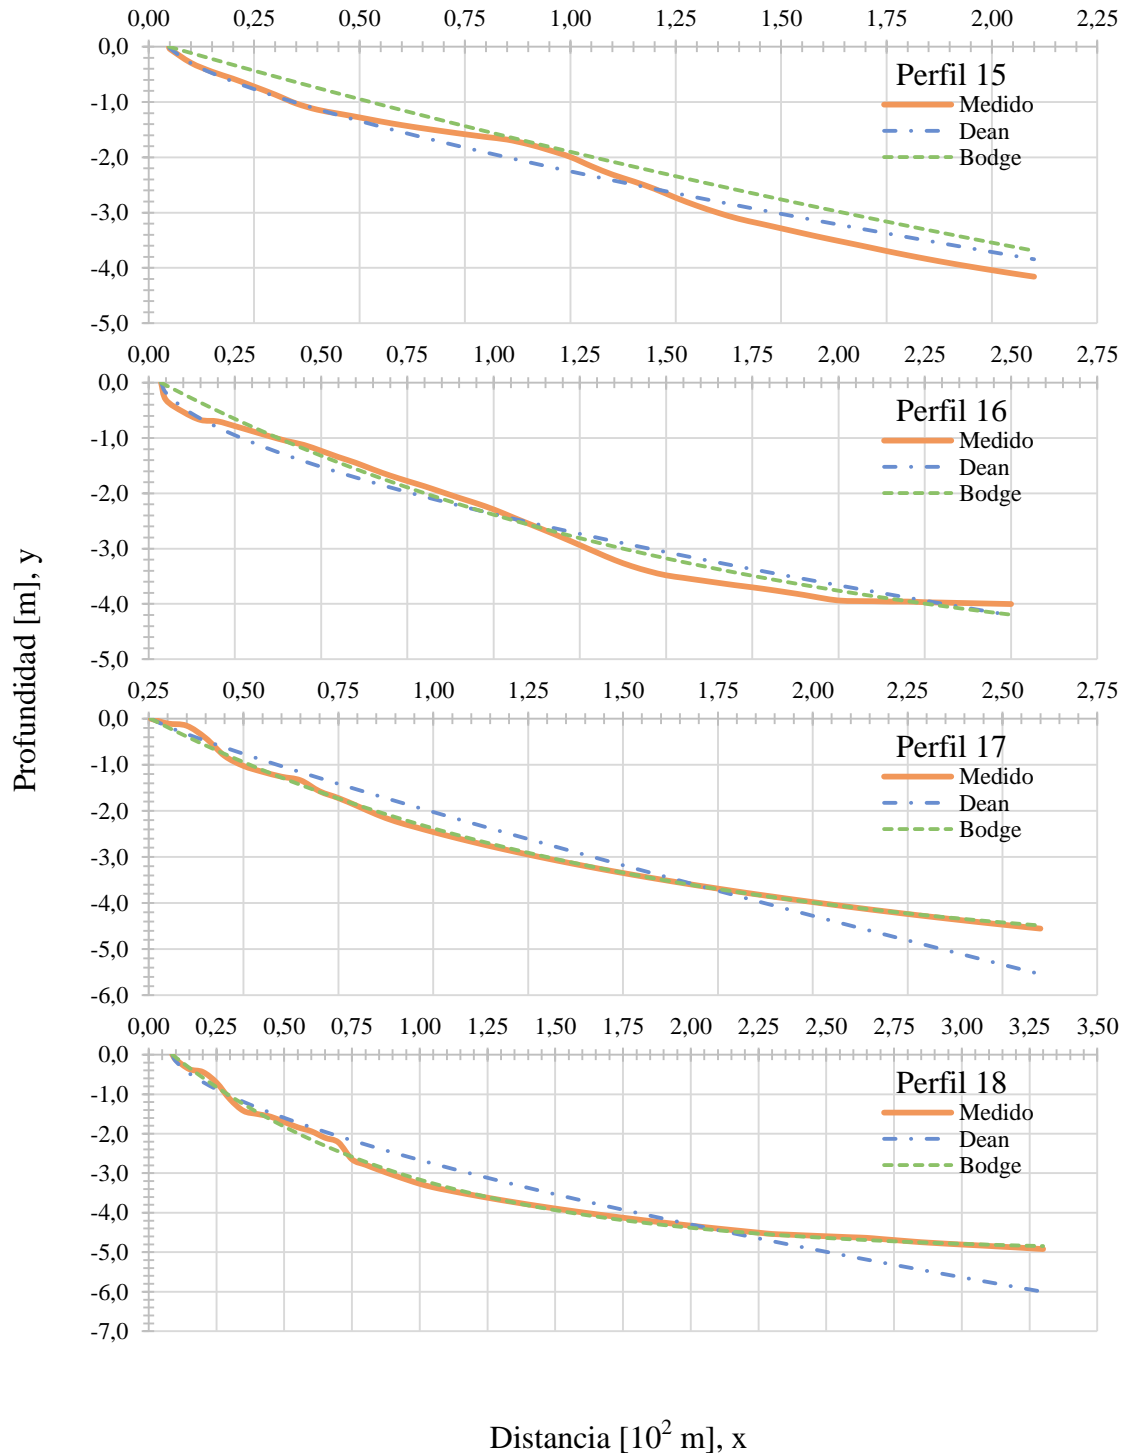 0,00 0,25 0,50 0,75 1,00 1,25 1,50 1,75 2,00 2,25
0,0
-1,0
-2,0
-3,0
-4,0
-5,0
Perfil 15
Medido
Dean
Bodge
0,00 0,25 0,50 0,75 1,00 1,25 1,50 1,75 2,00 2,25 2,50 2,75
0,0
-1,0
-2,0
-3,0
-4,0
-5,0
Perfil 16
Medido
Dean
Bodge
Profundidad [m], y
0,25 0,50 0,75 1,00 1,25 1,50 1,75 2,00 2,25 2,50 2,75
0,0
-1,0
-2,0
-3,0
-4,0
-5,0
-6,0
Perfil 17
Medido
Dean
Bodge
0,00 0,25 0,50 0,75 1,00 1,25 1,50 1,75 2,00 2,25 2,50 2,75 3,00 3,25 3,50
0,0
-1,0
-2,0
-3,0
-4,0
-5,0
-6,0
-7,0
Perfil 18
Medido
Dean
Bodge
Distancia [10² m], x